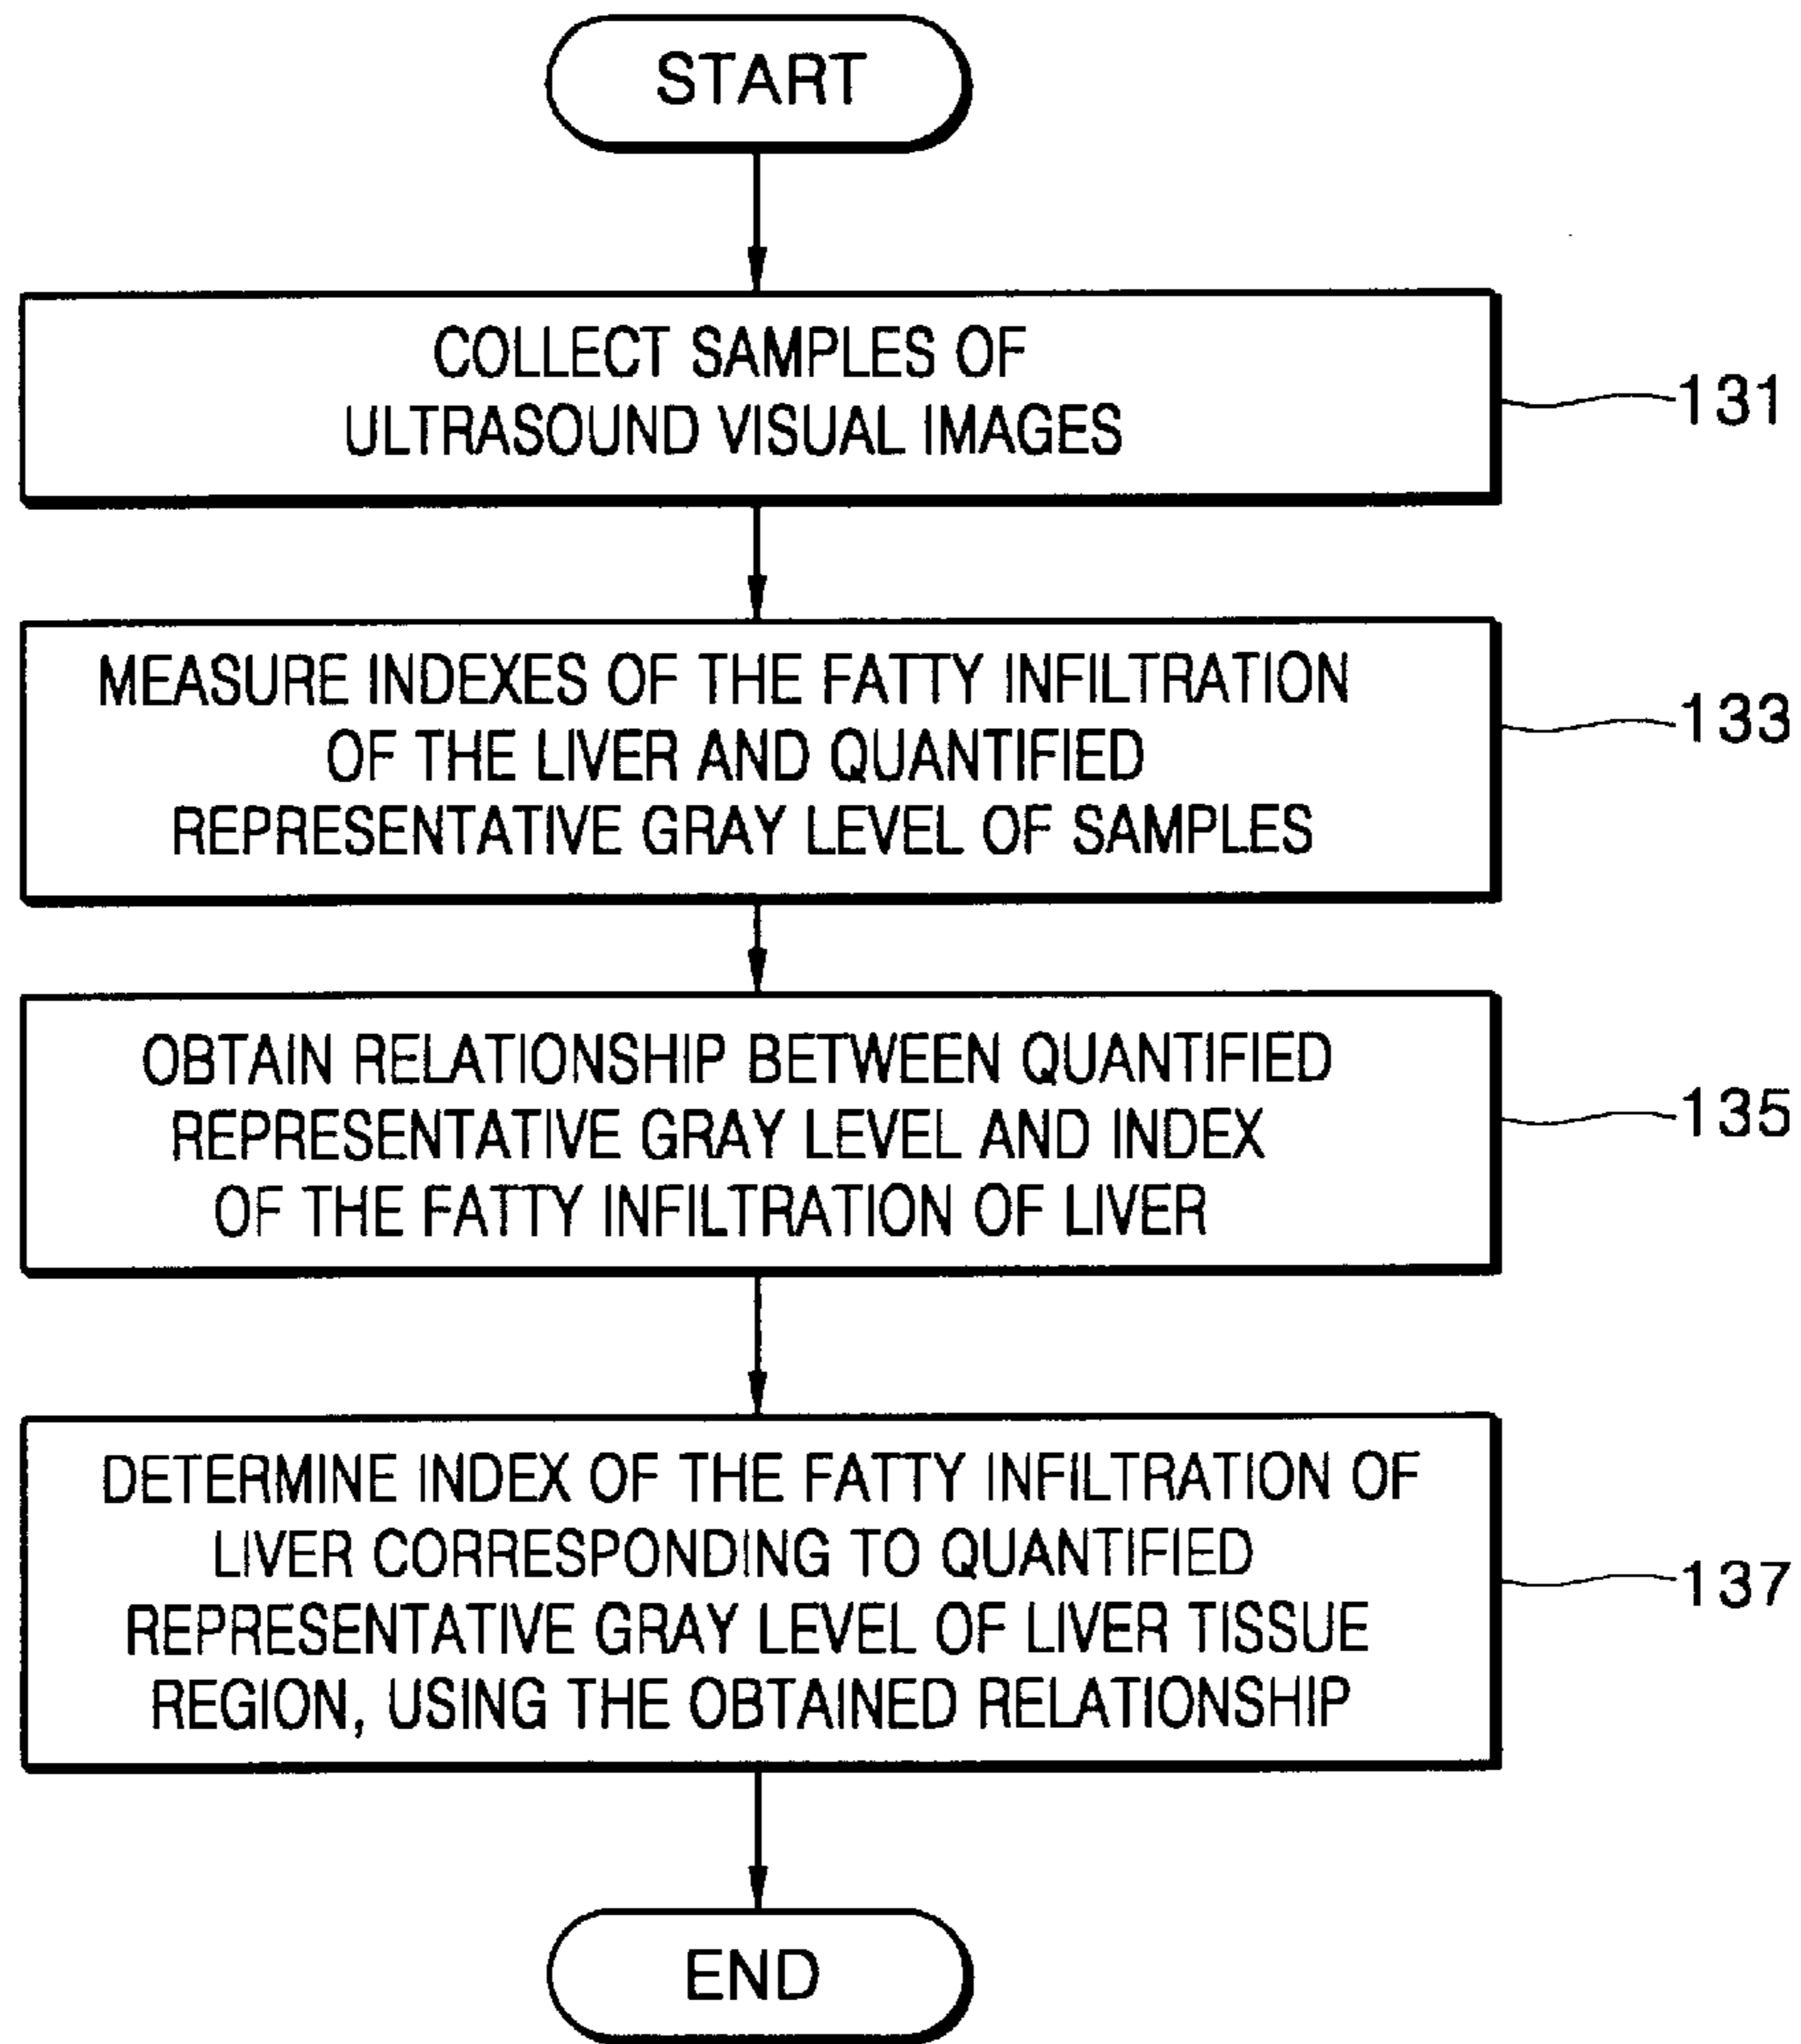 START
COLLECT SAMPLES OF
ULTRASOUND VISUAL IMAGES
131
MEASURE INDEXES OF THE FATTY INFILTRATION
OF THE LIVER AND QUANTIFIED
REPRESENTATIVE GRAY LEVEL OF SAMPLES
133
OBTAIN RELATIONSHIP BETWEEN QUANTIFIED
REPRESENTATIVE GRAY LEVEL AND INDEX
OF THE FATTY INFILTRATION OF LIVER
135
DETERMINE INDEX OF THE FATTY INFILTRATION OF
LIVER CORRESPONDING TO QUANTIFIED
REPRESENTATIVE GRAY LEVEL OF LIVER TISSUE
REGION, USING THE OBTAINED RELATIONSHIP
137
END